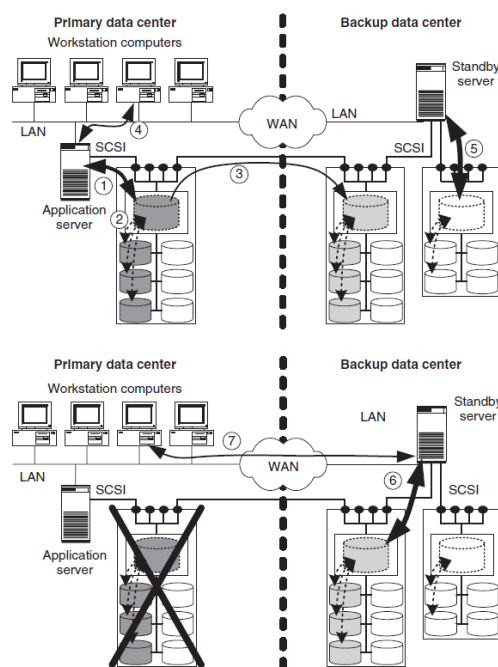 Primary data center
Backup data center
Workstation computers
Standby
server
LAN
WAN
LAN
4
SCSI
SCSI
5
1
3
2
Application
server
Primary data center
Backup data center
Workstation computers
LAN
Standby
server
7
LAN
WAN
6
SCSI
SCSI
Application
server